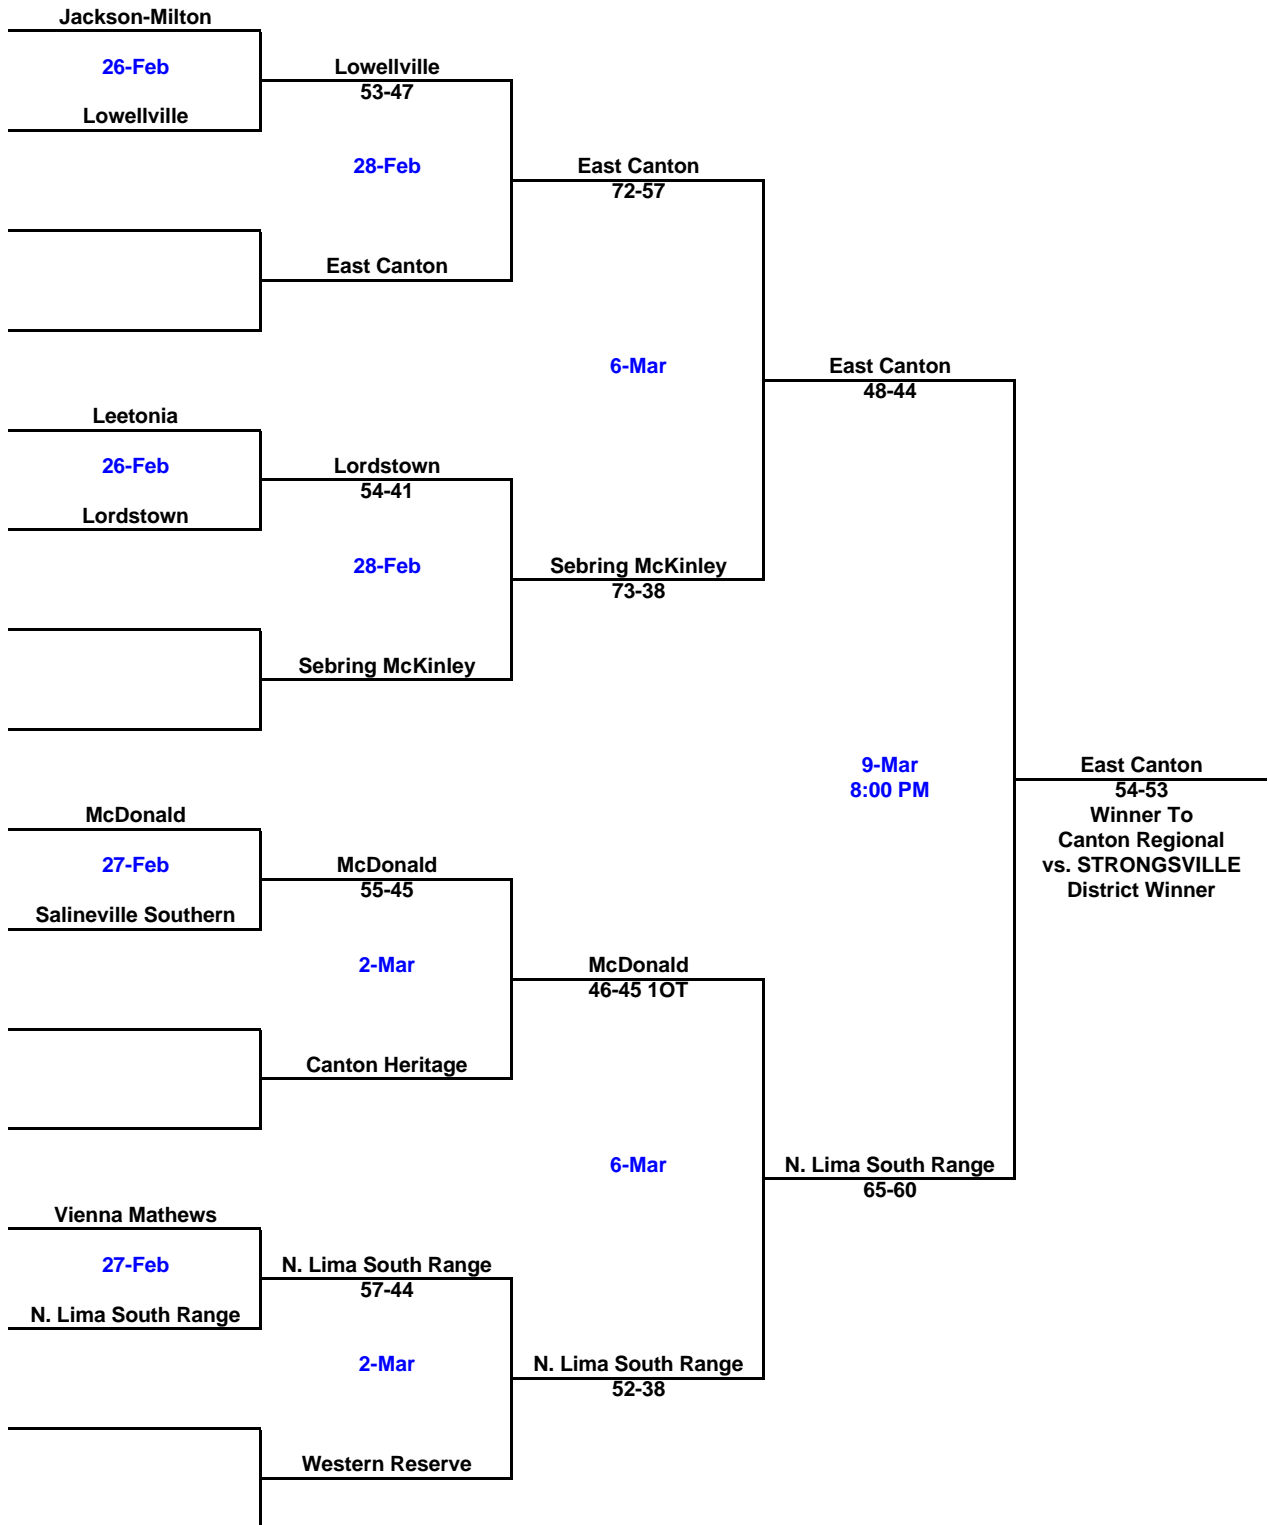 Jackson-Milton
26-Feb
Lowellville
53-47
Lowellville
28-Feb
East Canton
72-57
East Canton
6-Mar
East Canton
48-44
Leetonia
26-Feb
Lordstown
54-41
Lordstown
28-Feb
Sebring McKinley
73-38
Sebring McKinley
9-Mar
8:00 PM
East Canton
54-53
Winner To
Canton Regional
vs. STRONGSVILLE
District Winner
McDonald
27-Feb
McDonald
55-45
Salineville Southern
2-Mar
McDonald
46-45 1OT
Canton Heritage
6-Mar
N. Lima South Range
65-60
Vienna Mathews
27-Feb
N. Lima South Range
57-44
N. Lima South Range
2-Mar
N. Lima South Range
52-38
Western Reserve